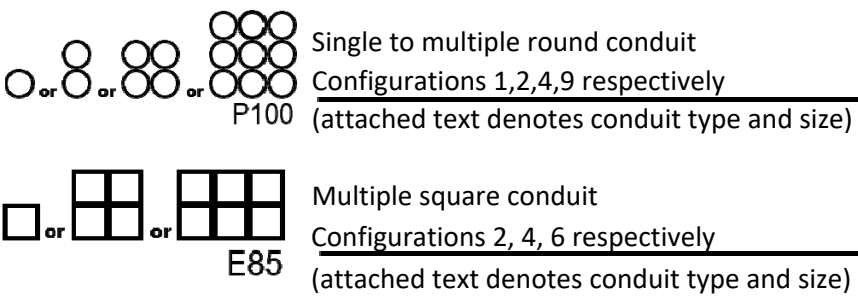 Single to multiple round conduit
or or or Configurations 1,2,4,9 respectively
P100 (attached text denotes conduit type and size)
Multiple square conduit
or or Configurations 2, 4, 6 respectively
E85 (attached text denotes conduit type and size)